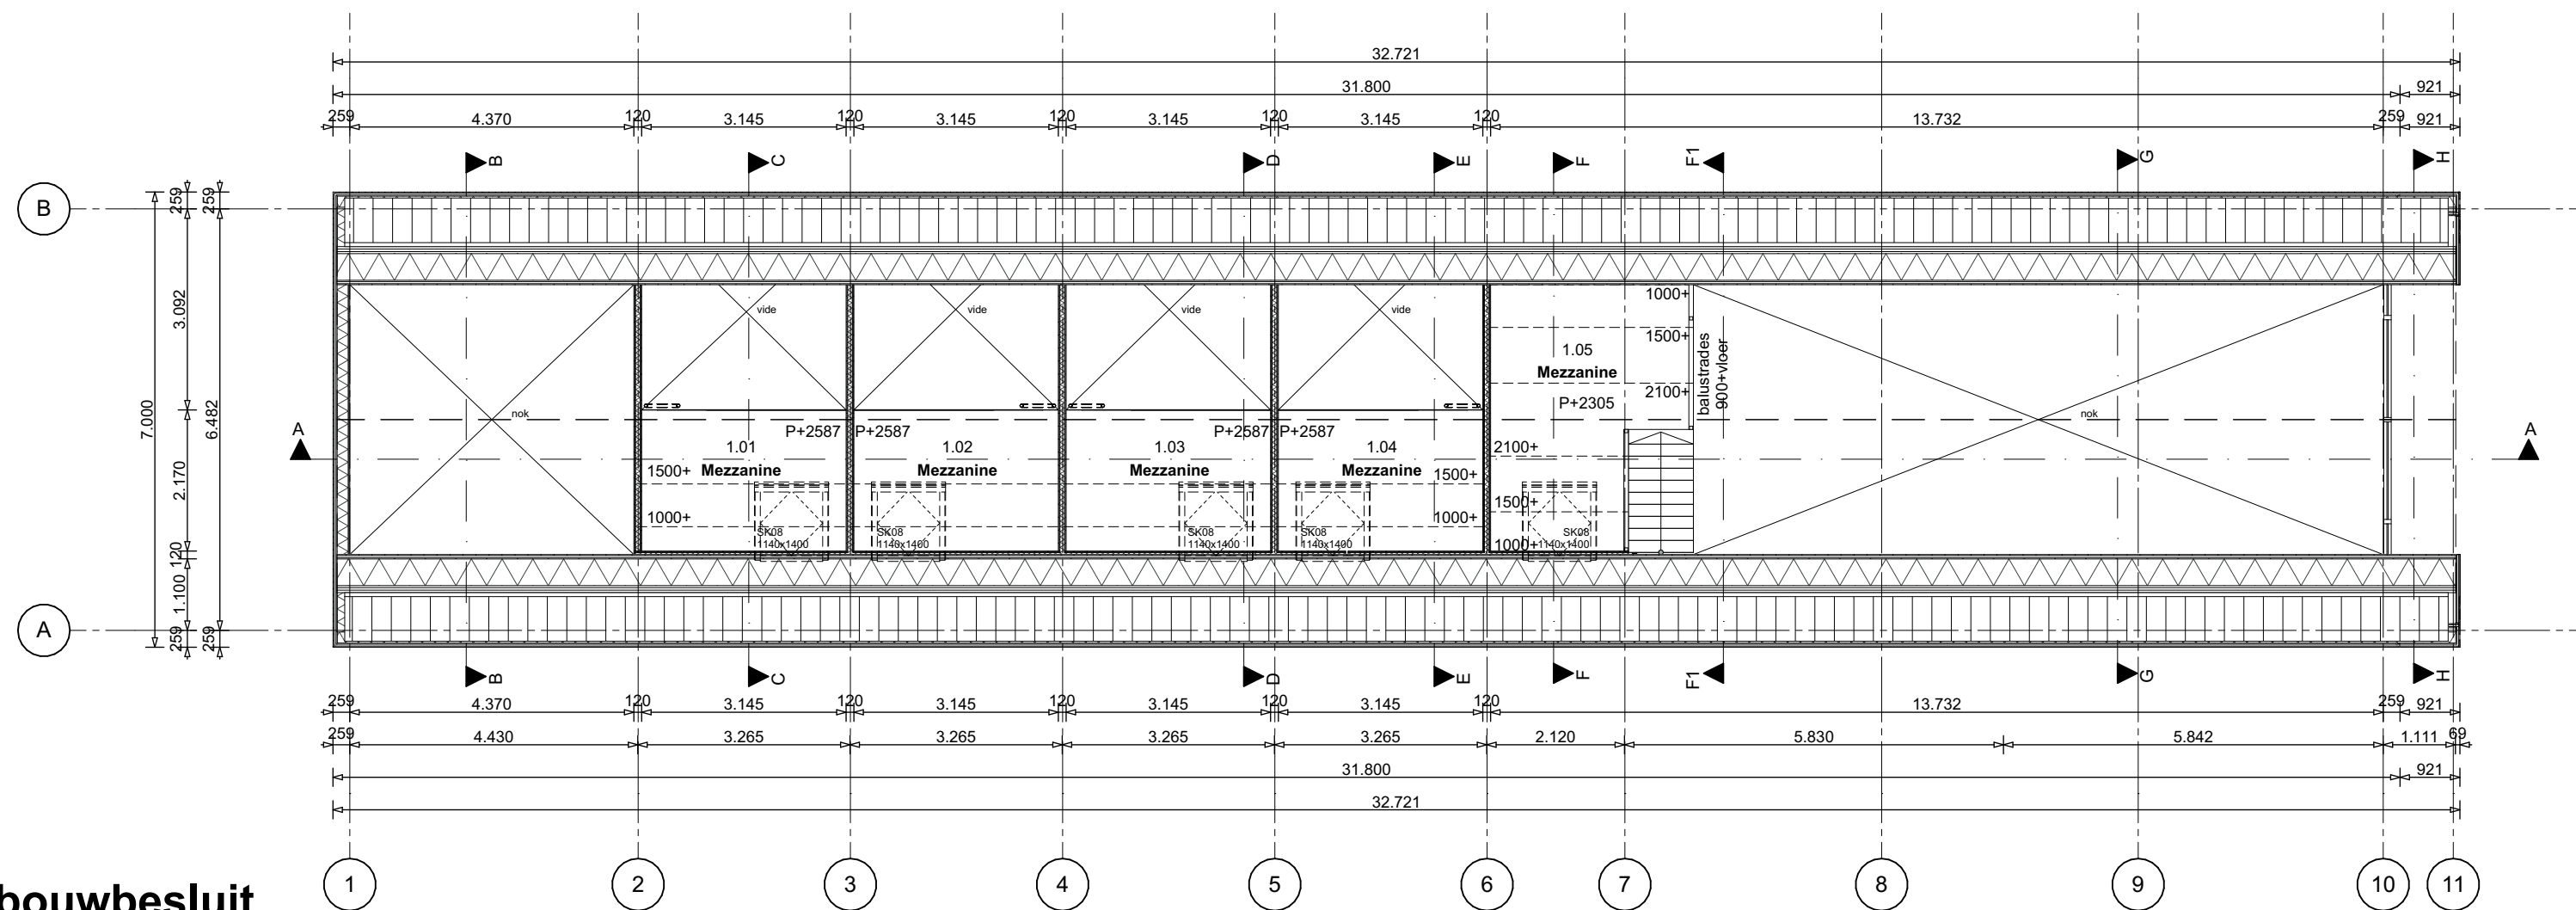 32.721
31.800 921
259 4.370 120 3.145 120 3.145 120 3.145 120 3.145 120 13.732 259 921
B C D E F F1 G H
B
259 259
3.092
7.000 6.482
2.170
120
1.100
259 259
A
vide vide vide vide
nok nok
A A
P+2587 P+2587 P+2587 P+2587
1.01
Mezzanine
1.02
Mezzanine
1.03
Mezzanine
1.04
Mezzanine
1500+ 1500+
1000+ 1000+
SK08
1140x1400
SK08
1140x1400
SK08
1140x1400
SK08
1140x1400
SK08
1140x1400
1000+
1500+
1.05
Mezzanine
2100+
P+2305
2100+
1500+
1000+
balustrades
900+vloer
B C D E F F1 G H
259 4.370 120 3.145 120 3.145 120 3.145 120 3.145 120 13.732 259 921
259 4.430 3.265 3.265 3.265 3.265 2.120 5.830 5.842 1.111 69
31.800 921
32.721
1 2 3 4 5 6 7 8 9 10 11
bouwbesluit